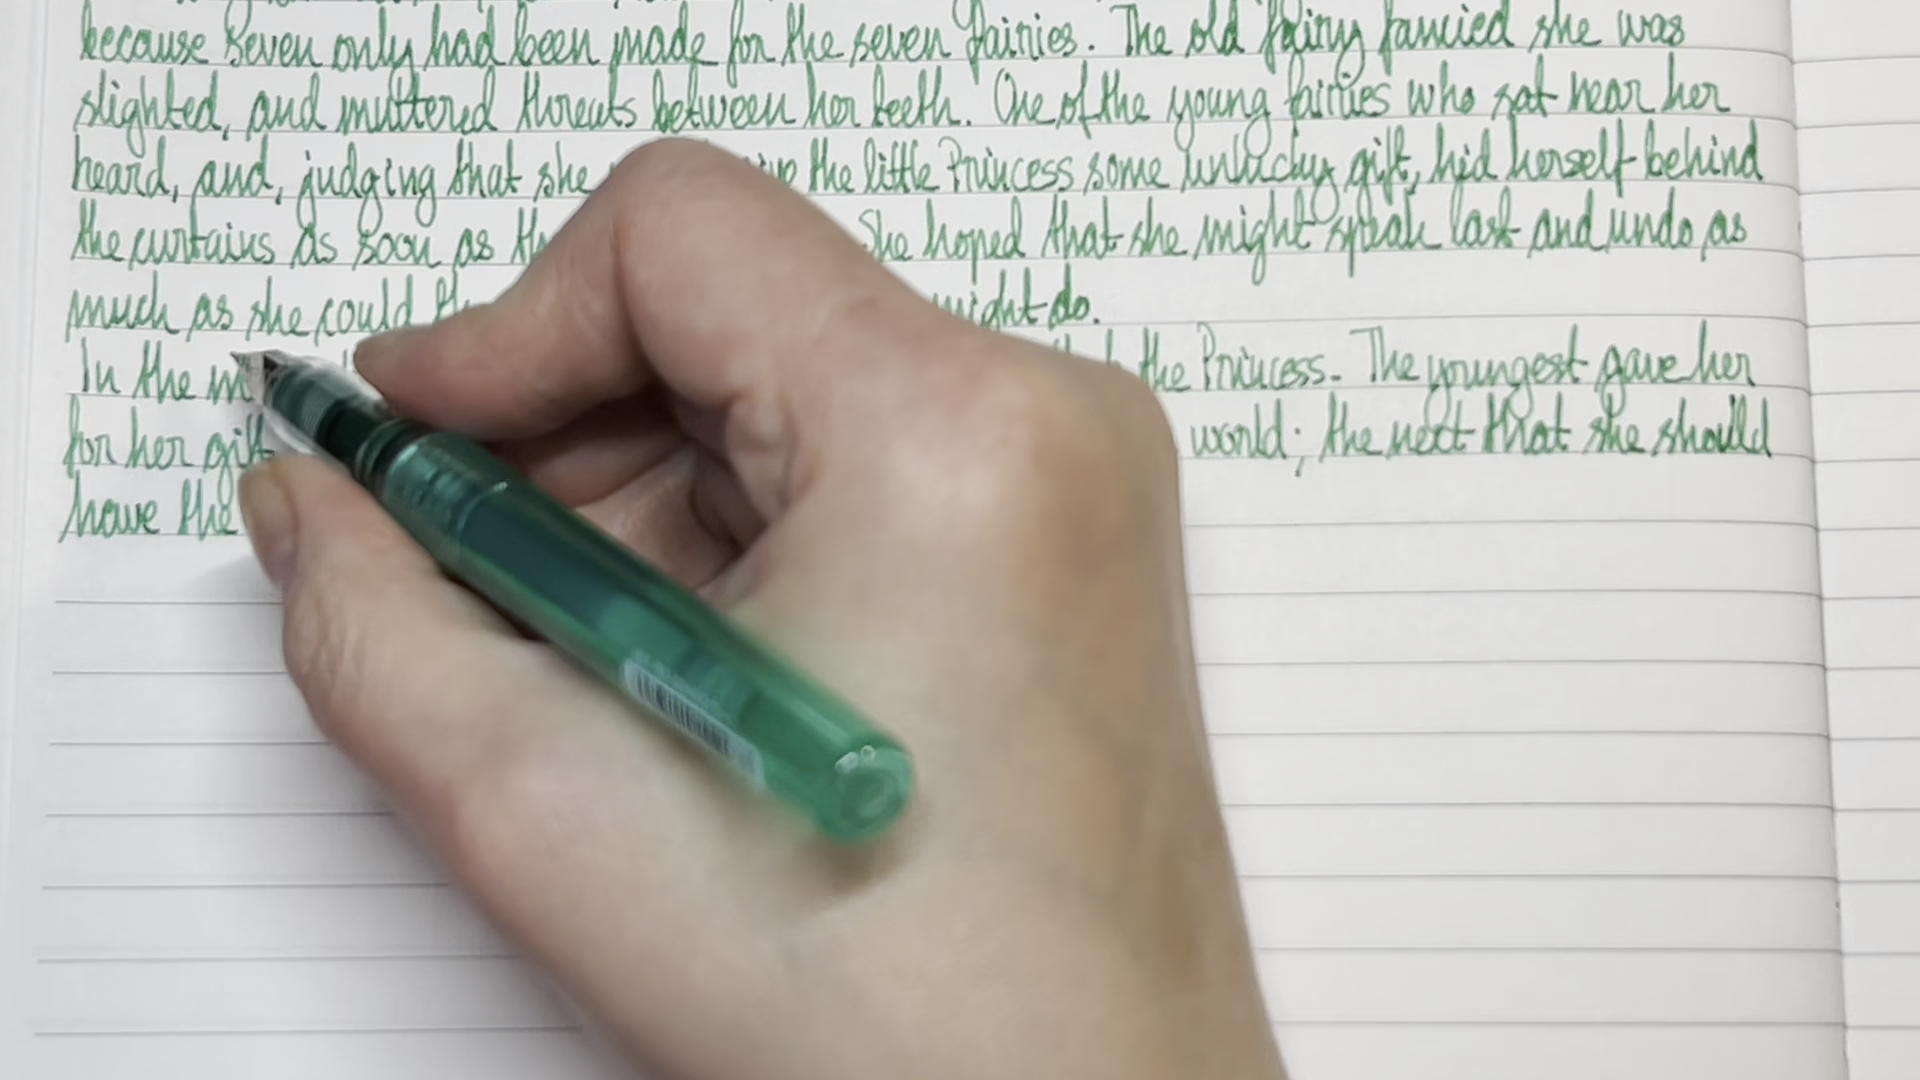 because seven only had been made for the seven fairies. The old fairy fancied she was
slighted, and muttered threats between her teeth. One of the young fairies who sat near her
heard, and, judging that she the little Princess some unlucky gift, hid herself behind
the curtains as soon as She hoped that she might speak last and undo as
much as she could might do.
In the the Princess. The youngest gave her
for her gift world; the next that she should
have the